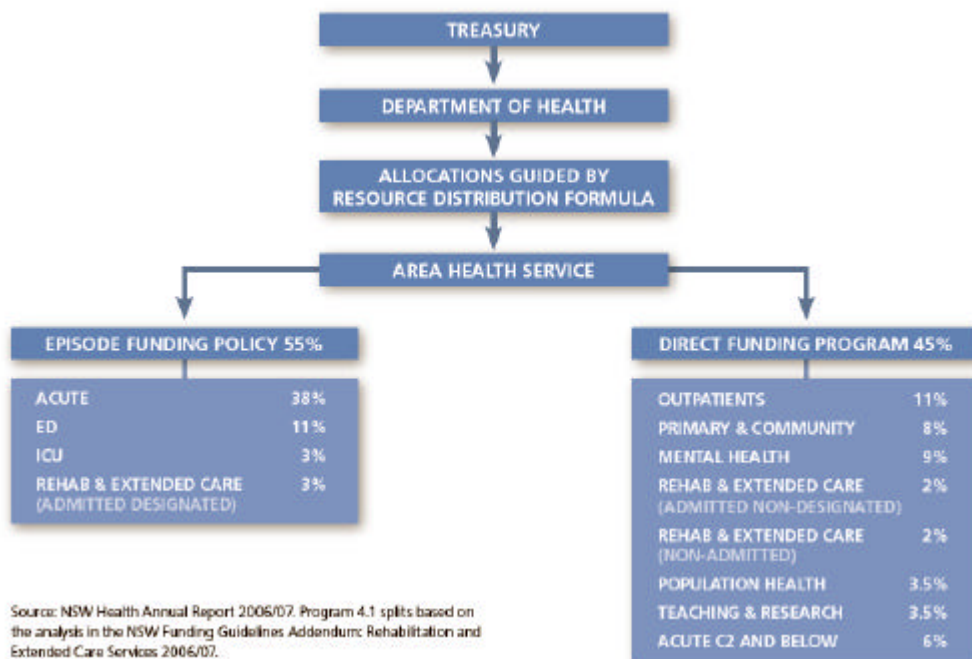 TREASURY
DEPARTMENT OF HEALTH
ALLOCATIONS GUIDED BY
RESOURCE DISTRIBUTION FORMULA
AREA HEALTH SERVICE
EPISODE FUNDING POLICY 55%
ACUTE 38%
ED 11%
ICU 3%
REHAB & EXTENDED CARE 3%
(ADMITTED DESIGNATED)
DIRECT FUNDING PROGRAM 45%
OUTPATIENTS 11%
PRIMARY & COMMUNITY 8%
MENTAL HEALTH 9%
REHAB & EXTENDED CARE 2%
(ADMITTED NON-DESIGNATED)
REHAB & EXTENDED CARE 2%
(NON-ADMITTED)
POPULATION HEALTH 3.5%
TEACHING & RESEARCH 3.5%
ACUTE C2 AND BELOW 6%
Source: NSW Health Annual Report 2006/07. Program 4.1 splits based on
the analysis in the NSW Funding Guidelines Addendum: Rehabilitation and
Extended Care Services 2006/07.